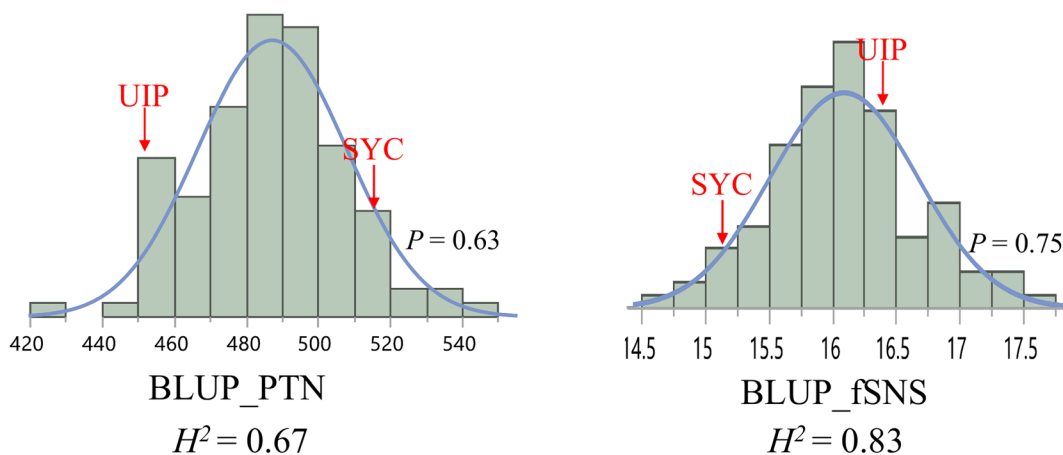 UIP
SYC
P = 0.63
420 440 460 480 500 520 540
BLUP_PTN
H² = 0.67
UIP
SYC
P = 0.75
14.5 15 15.5 16 16.5 17 17.5
BLUP_fSNS
H² = 0.83